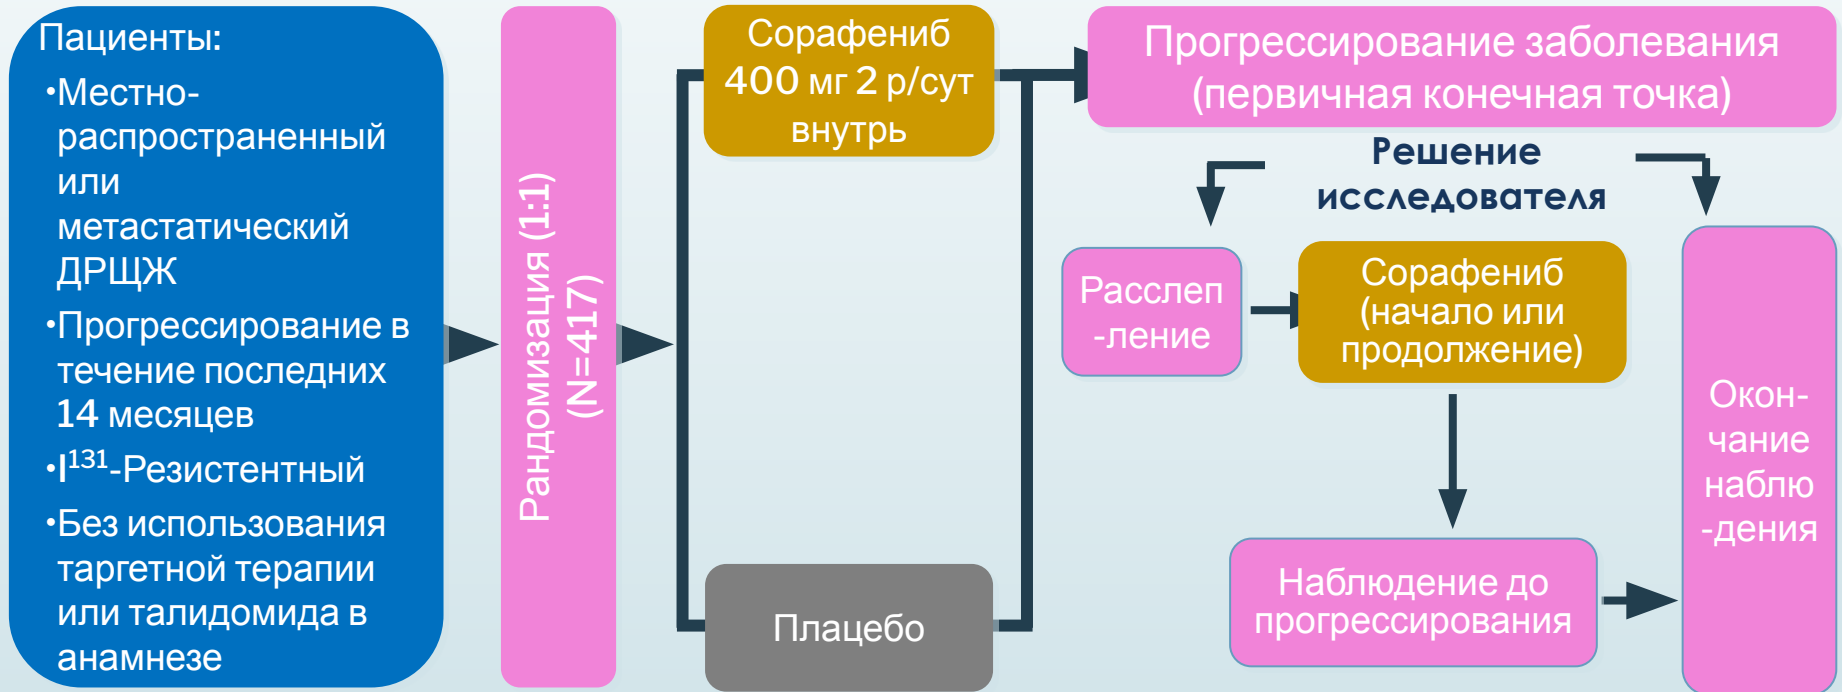 Пациенты:
•Местно-
распространенный
или
метастатический
ДРЩЖ
•Прогрессирование в
течение последних
14 месяцев
•I¹³¹-Резистентный
•Без использования
таргетной терапии
или талидомида в
анамнезе
Рандомизация (1:1)
(N=417)
Сорафениб
400 мг 2 р/сут
внутрь
Плацебо
Прогрессирование заболевания
(первичная конечная точка)
Решение
исследователя
Расслеп
-ление
Сорафениб
(начало или
продолжение)
Наблюдение до
прогрессирования
Окон-
чание
наблю
-дения